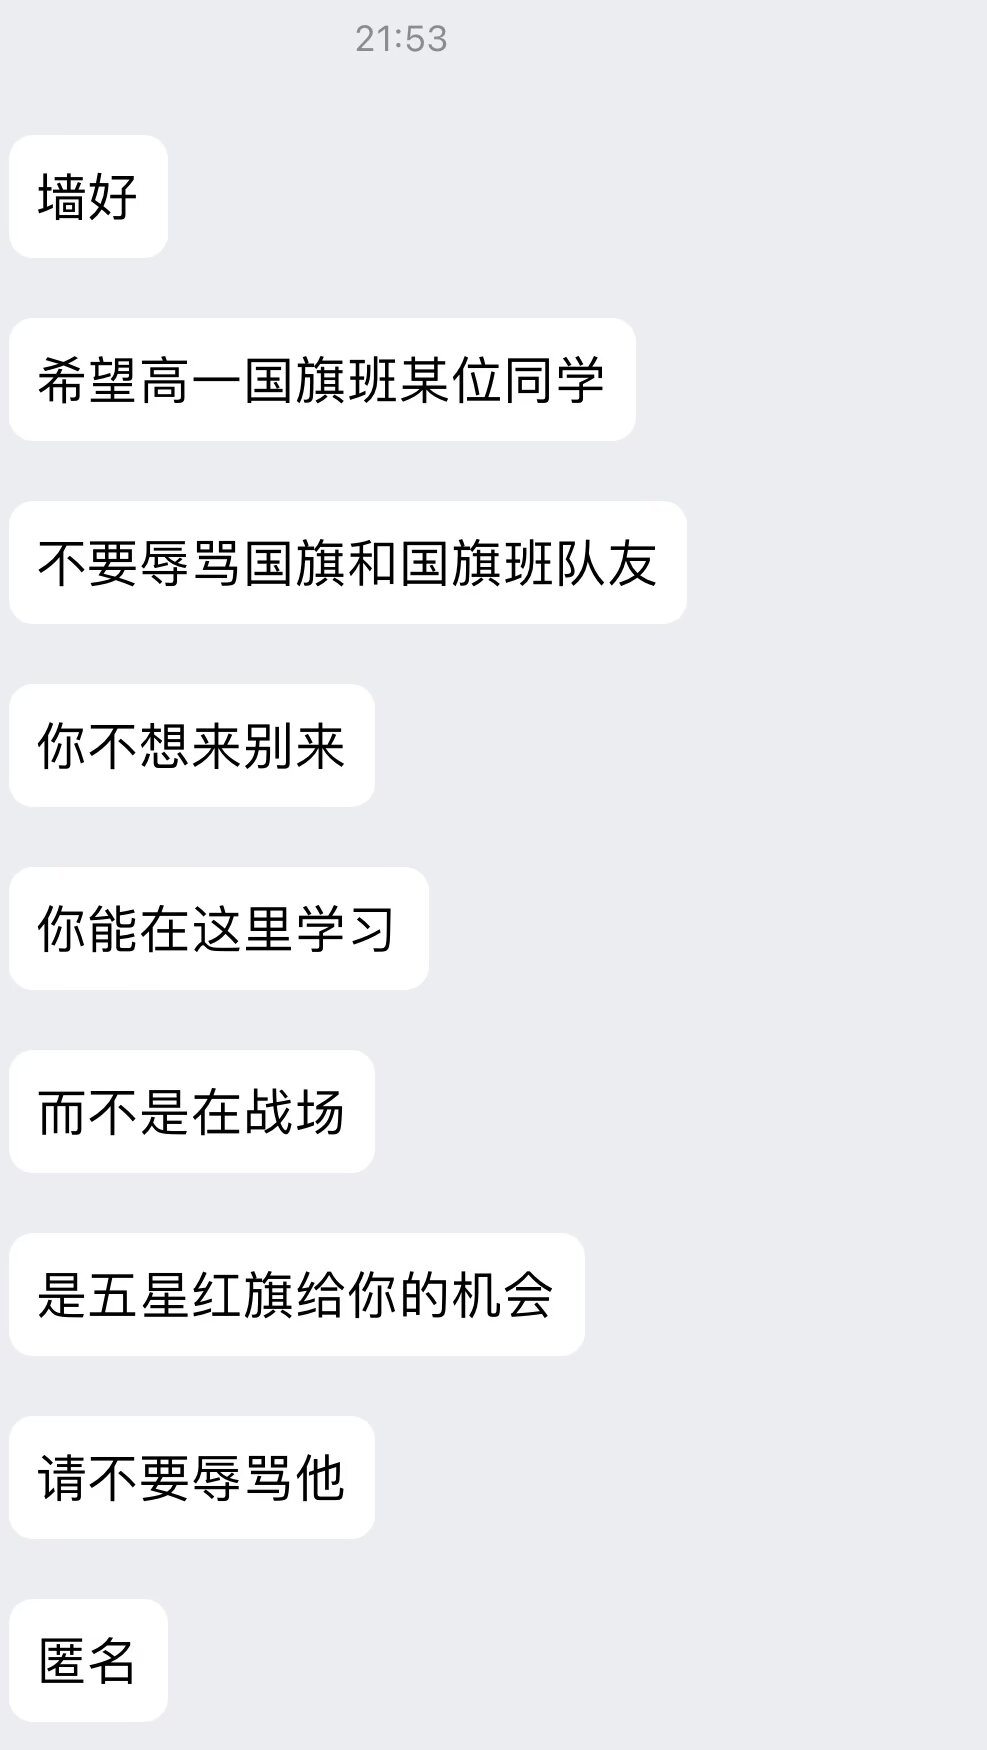 21:53
墙好
希望高一国旗班某位同学
不要辱骂国旗和国旗班队友
你不想来别来
你能在这里学习
而不是在战场
是五星红旗给你的机会
请不要辱骂他
匿名